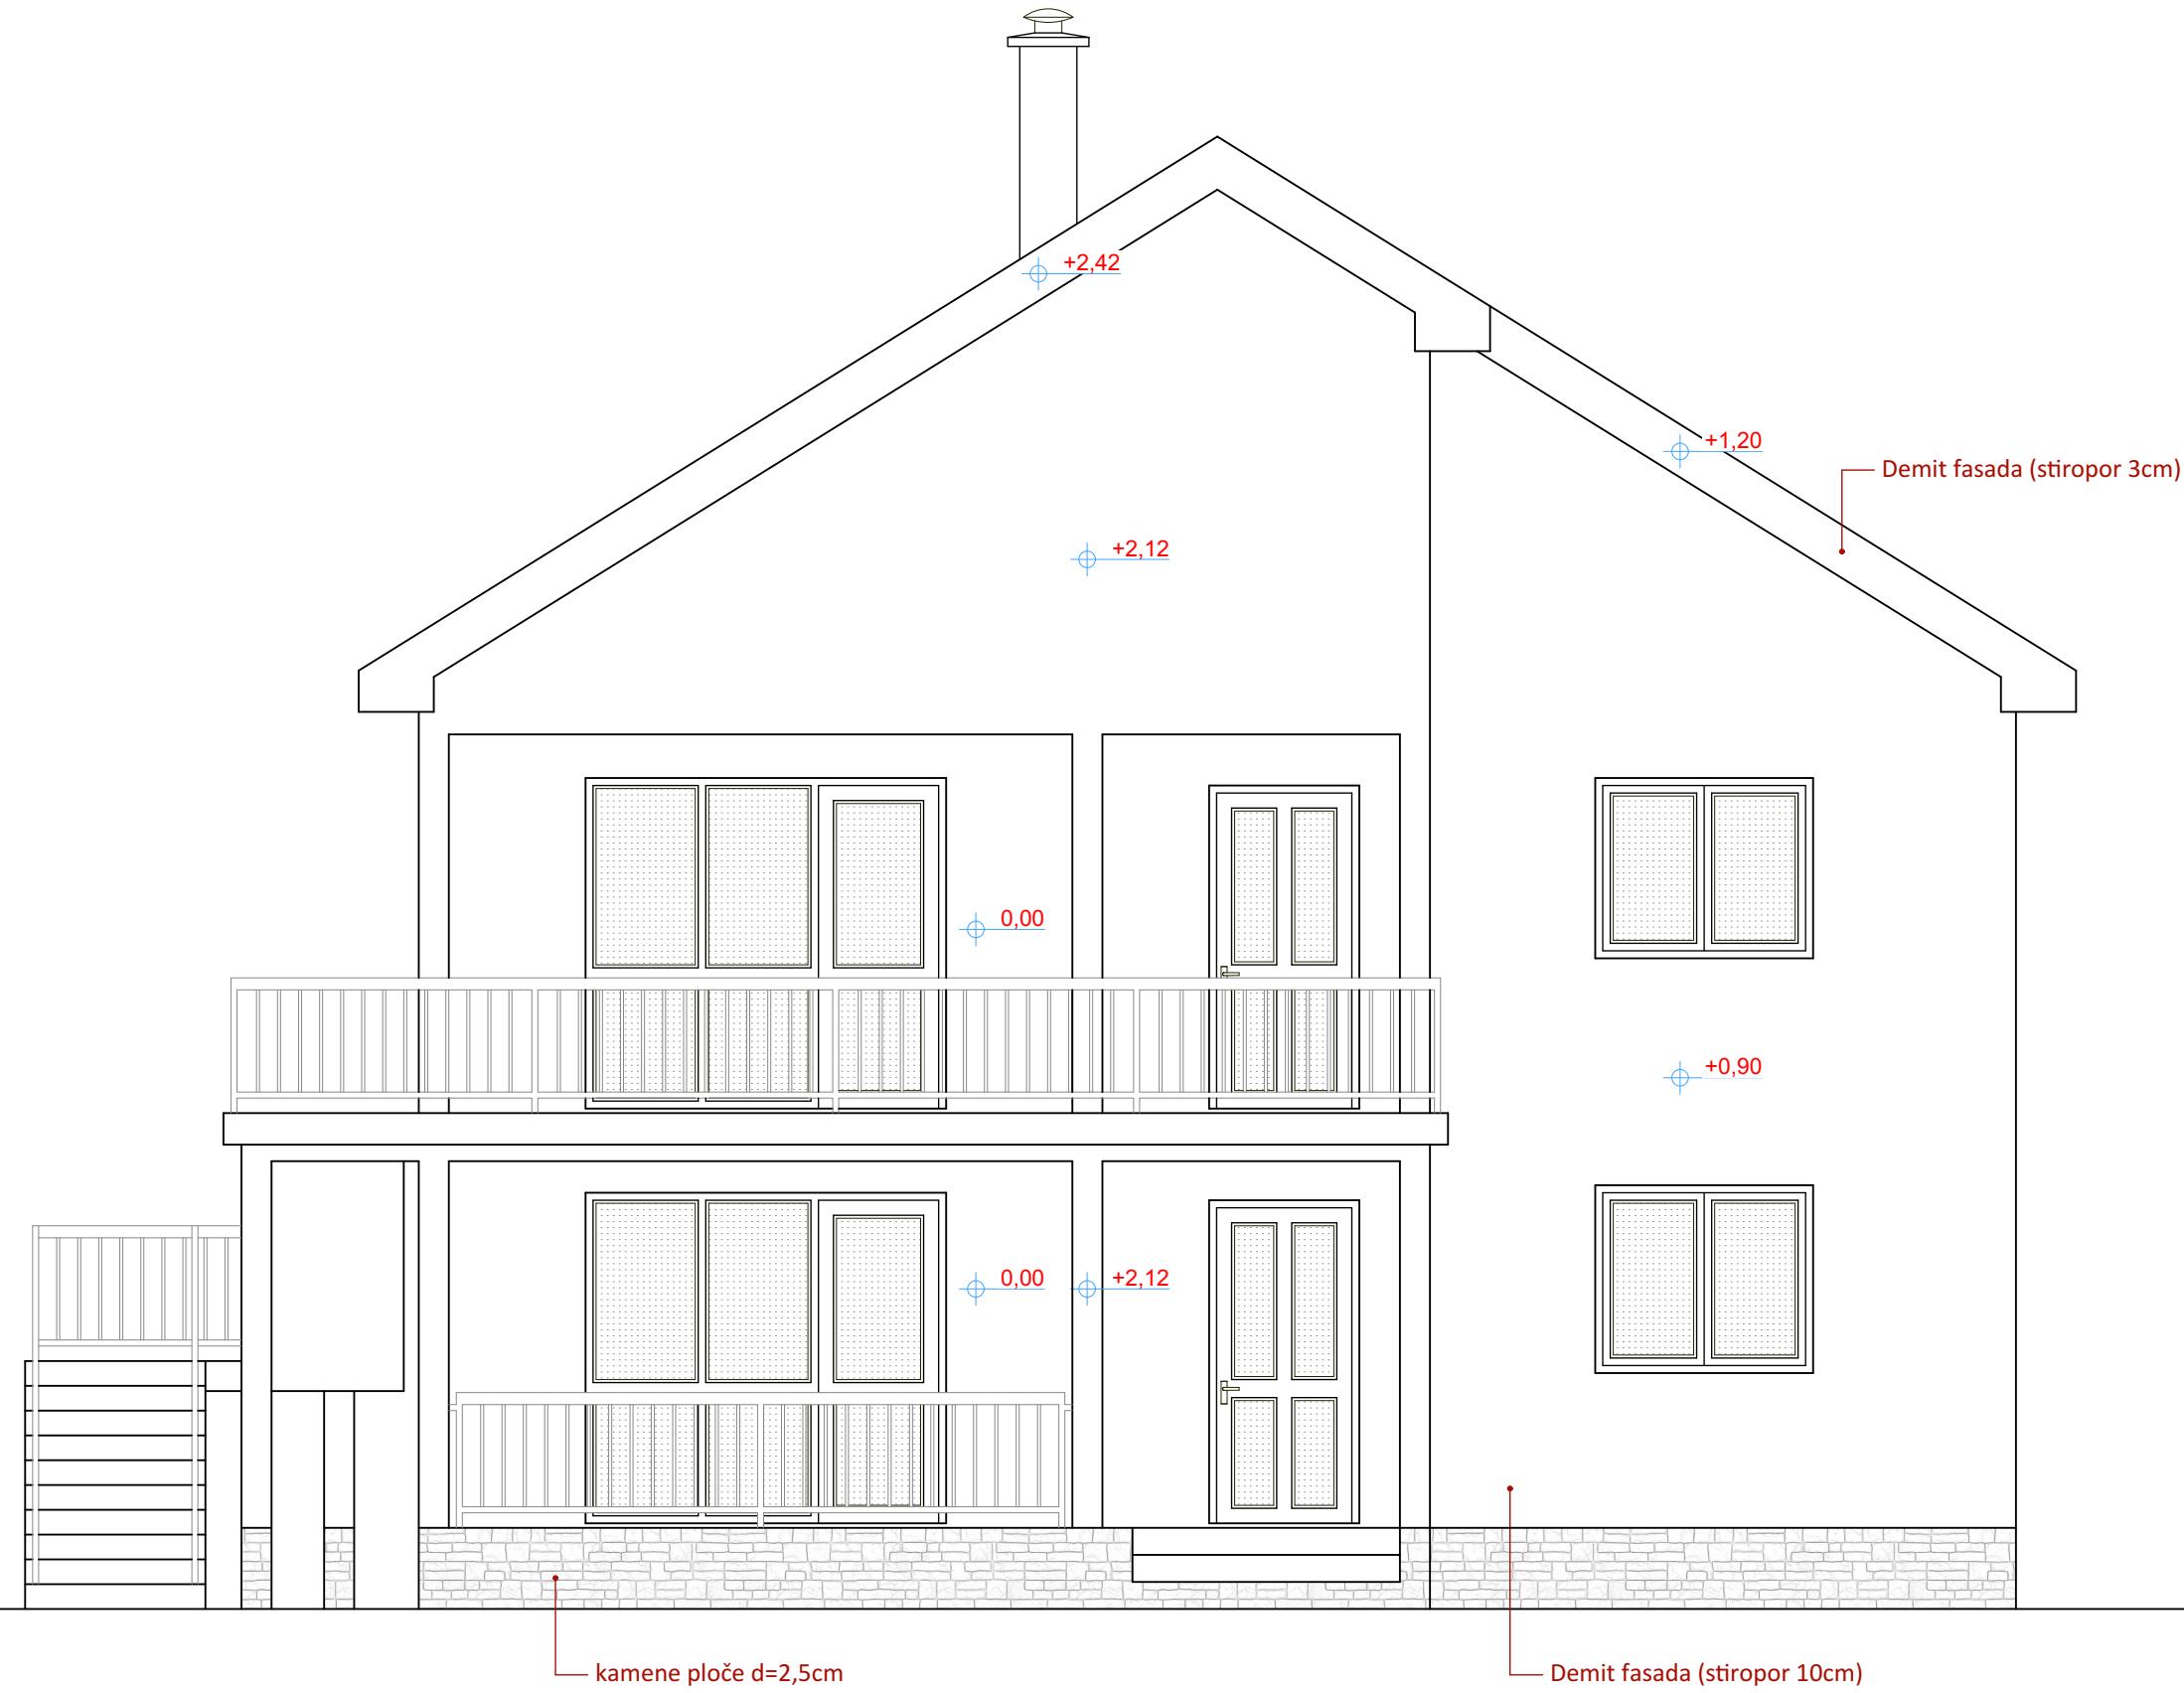 +2,42
+1,20
Demit fasada (stiropor 3cm)
+2,12
0,00
+0,90
0,00
+2,12
kamene ploče d=2,5cm
Demit fasada (stiropor 10cm)